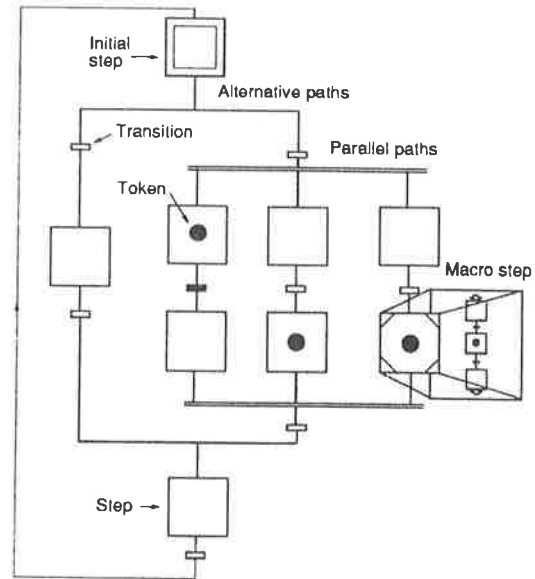 Initial
step
Alternative paths
Transition
Parallel paths
Token
Macro step
Step